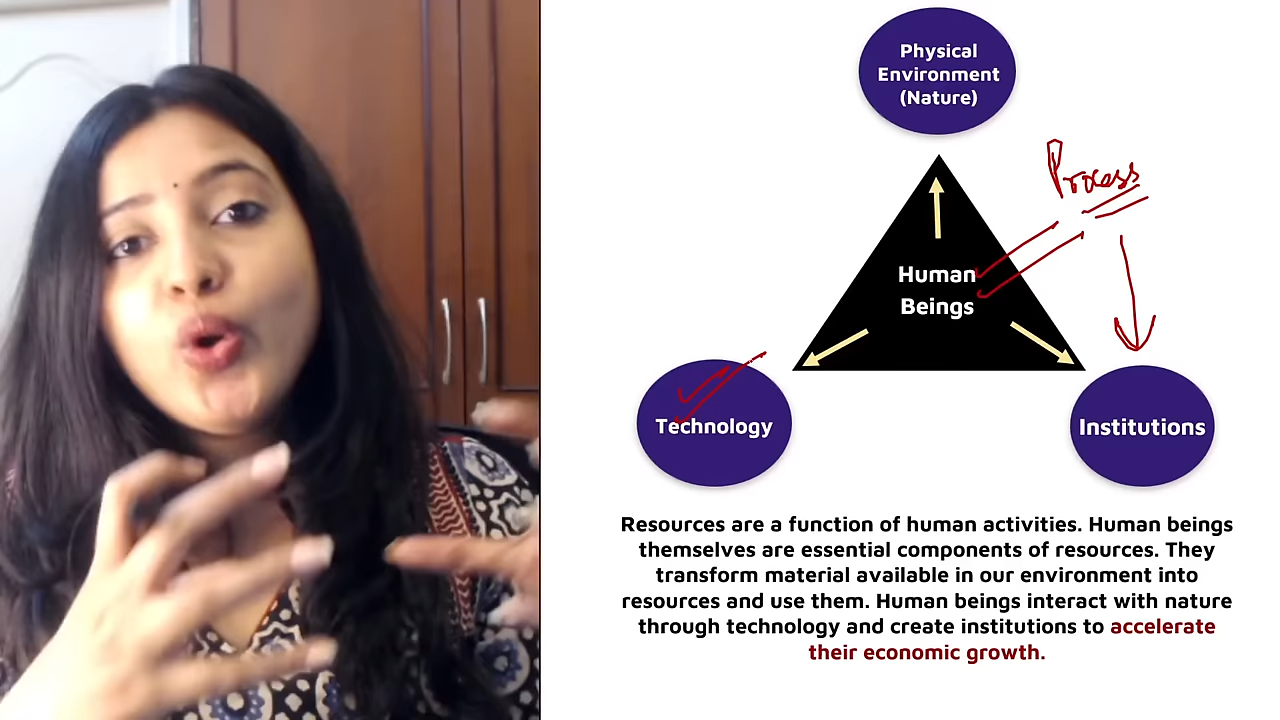 Physical
Environment
(Nature)
Process
Human
Beings
Technology
Institutions
Resources are a function of human activities. Human beings
themselves are essential components of resources. They
transform material available in our environment into
resources and use them. Human beings interact with nature
through technology and create institutions to accelerate
their economic growth.